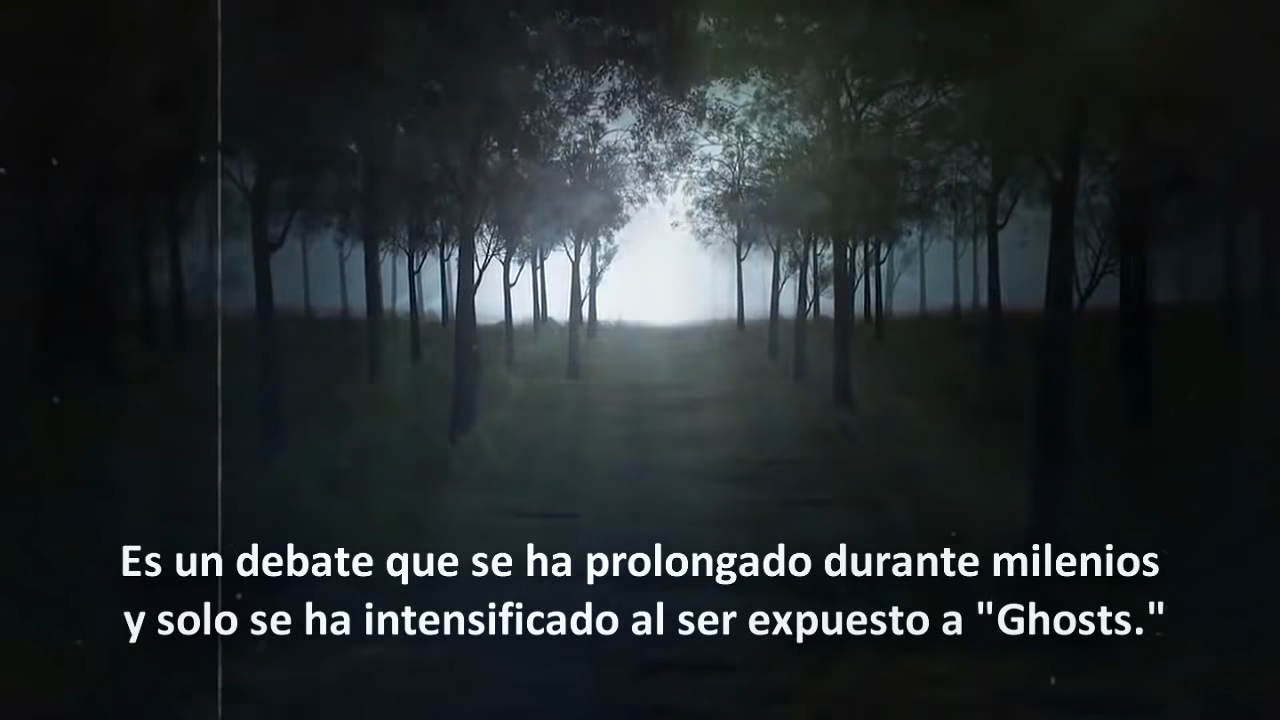 Es un debate que se ha prolongado durante milenios
y solo se ha intensificado al ser expuesto a "Ghosts."